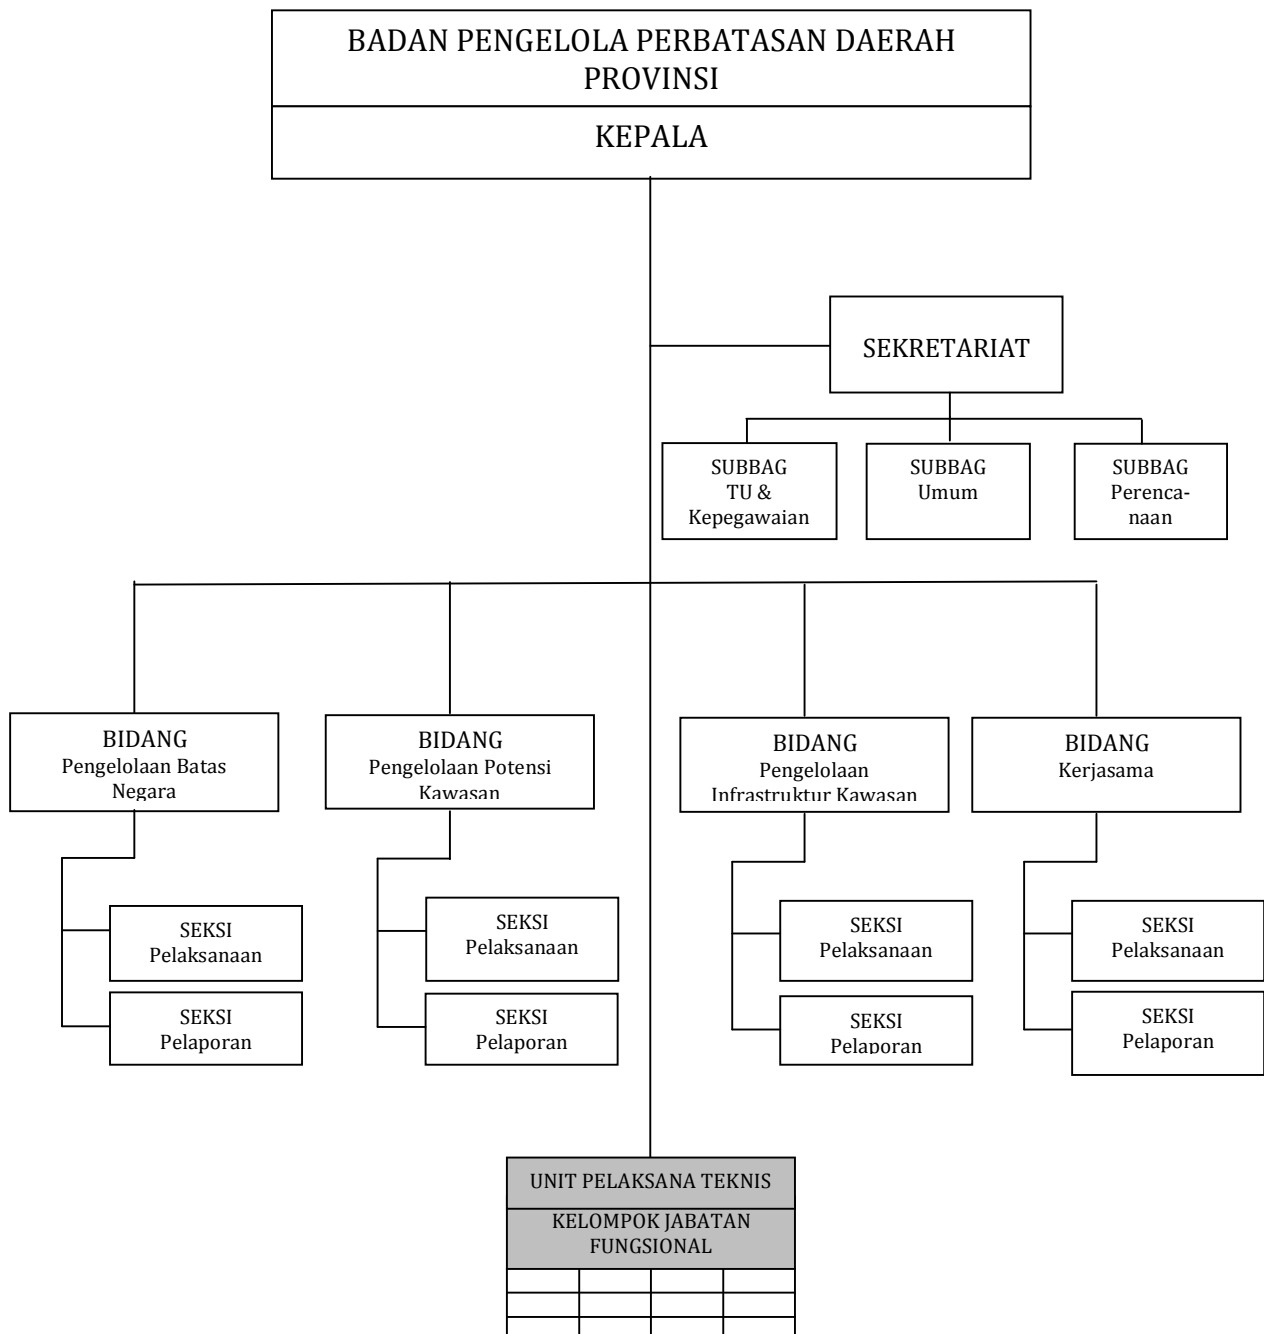 BADAN PENGELOLA PERBATASAN DAERAH
PROVINSI
KEPALA
SEKRETARIAT
SUBBAG
TU &
Kepegawaian
SUBBAG
Umum
SUBBAG
Perenca-
naan
BIDANG
Pengelolaan Batas
Negara
BIDANG
Pengelolaan Potensi
Kawasan
BIDANG
Pengelolaan
Infrastruktur Kawasan
BIDANG
Kerjasama
SEKSI
Pelaksanaan
SEKSI
Pelaporan
SEKSI
Pelaksanaan
SEKSI
Pelaporan
SEKSI
Pelaksanaan
SEKSI
Pelaporan
SEKSI
Pelaksanaan
SEKSI
Pelaporan
UNIT PELAKSANA TEKNIS
KELOMPOK JABATAN
FUNGSIONAL